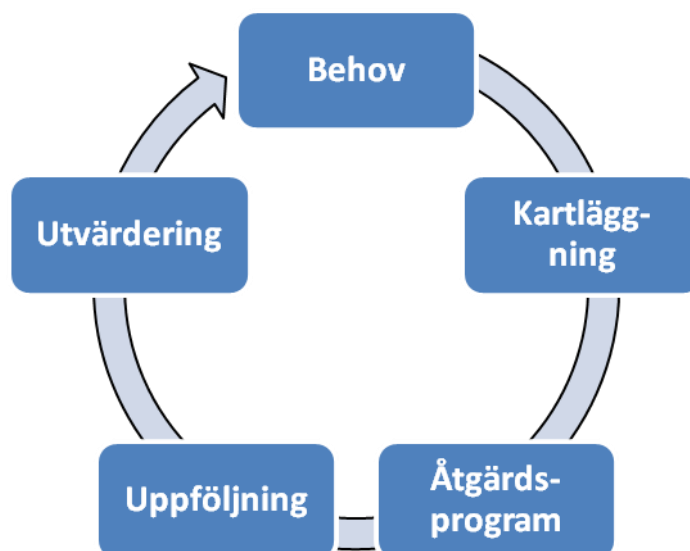 Behov
Kartlägg-
ning
Åtgärds-
program
Uppföljning
Utvärdering